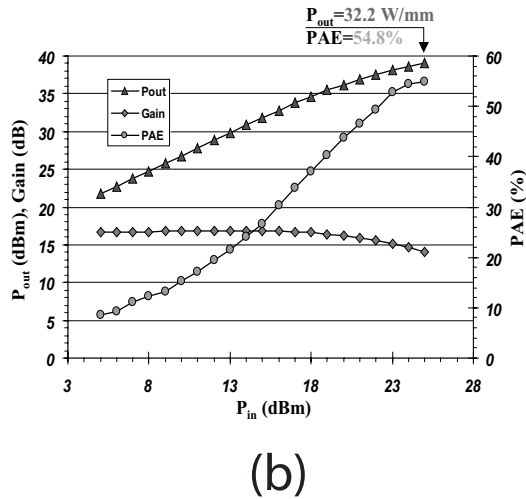 Pout=32.2 W/mm
PAE=54.8%
40
35
30
25
20
15
10
5
0
60
50
40
30
20
10
0
Pout
Gain
PAE
Pout (dBm), Gain (dB)
PAE (%)
3 8 13 18 23 28
Pin (dBm)
(b)